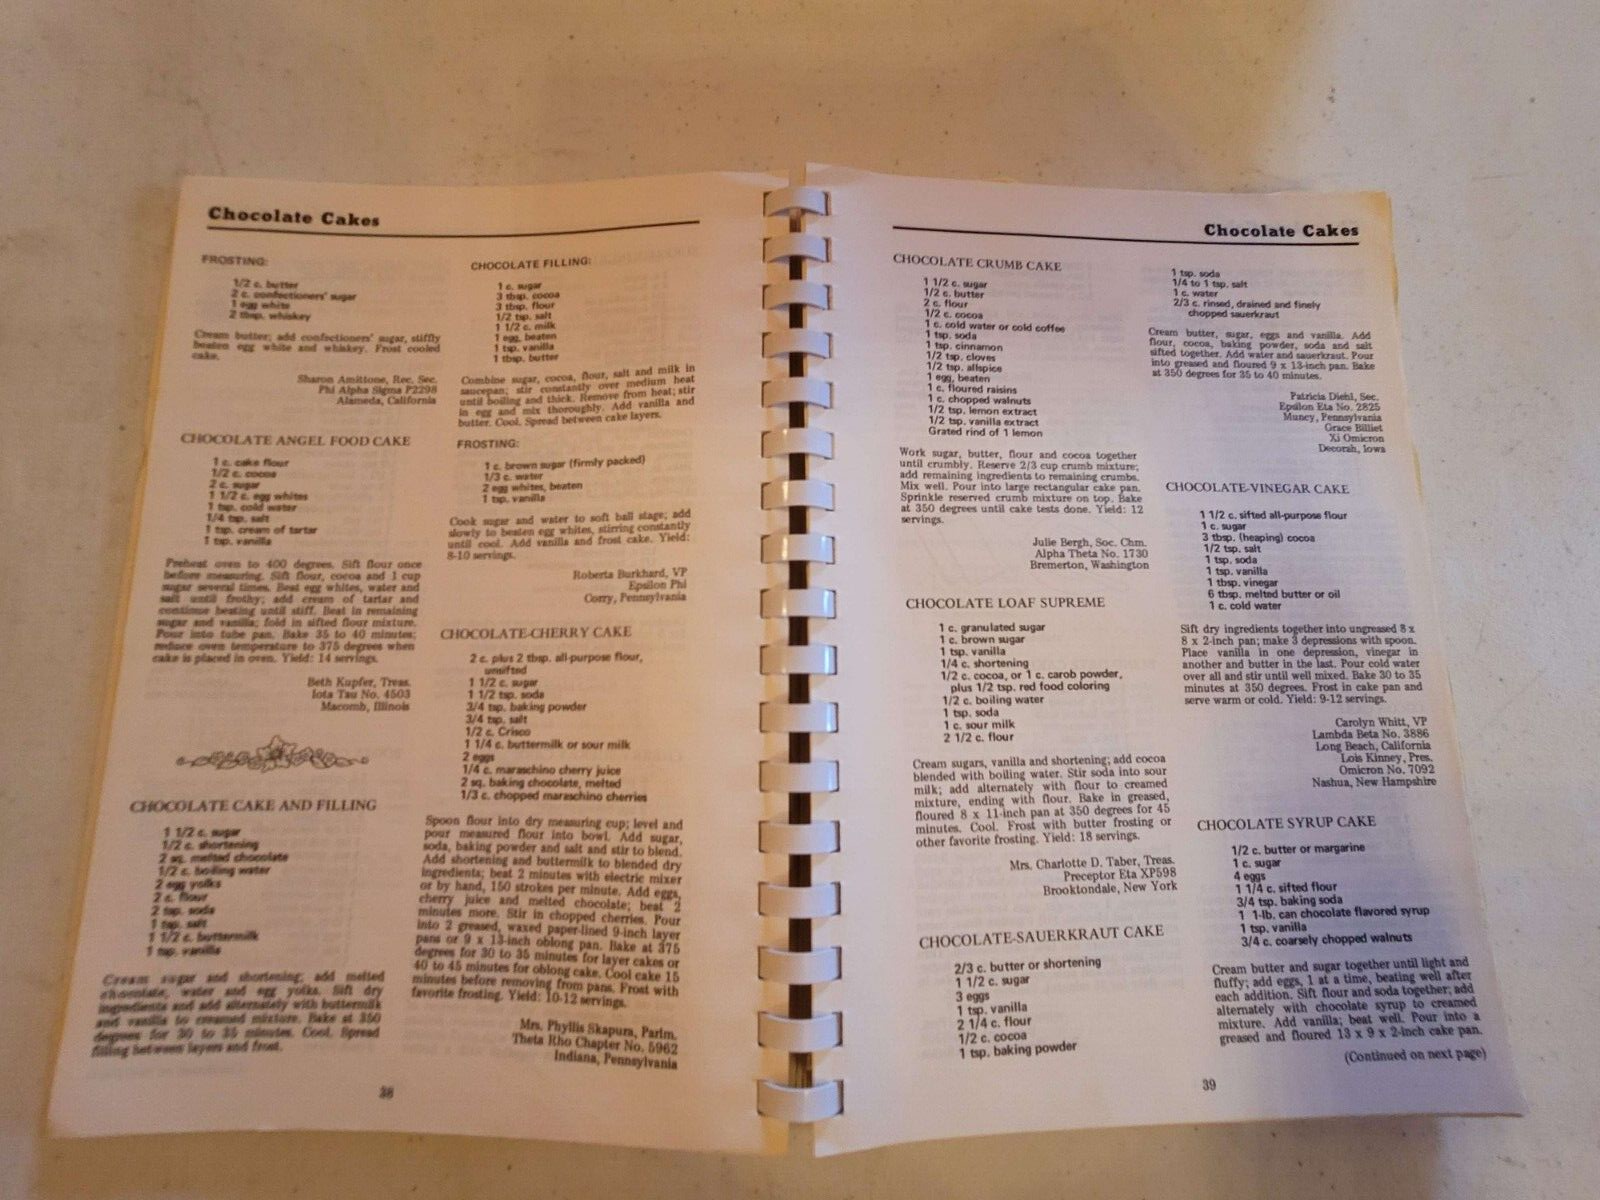 Chocolate Cakes
FROSTING:
1/2 c. butter
2 c. confectioners' sugar
1 egg white
2 tbsp. whiskey
Cream butter; add confectioners' sugar, stiffly
beaten egg white and whiskey. Frost cooled
cake.
Sharon Amittone, Rec. Sec.
Phi Alpha Sigma P2298
Alameda, California
CHOCOLATE ANGEL FOOD CAKE
1 c. cake flour
1/2 c. cocoa
2 c. sugar
1 1/2 c. egg whites
1 tsp. cold water
1/4 tsp. salt
1 tsp. cream of tartar
1 tsp. vanilla
Preheat oven to 400 degrees. Sift flour once
before measuring. Sift flour, cocoa and 1 cup
sugar several times. Beat egg whites, water and
salt until frothy; add cream of tartar and
continue beating until stiff. Beat in remaining
sugar and vanilla; fold in sifted flour mixture.
Pour into tube pan. Bake 35 to 40 minutes;
reduce oven temperature to 375 degrees when
cake is placed in oven. Yield: 14 servings.
Beth Kupfer, Treas.
Iota Tau No. 4503
Macomb, Illinois
CHOCOLATE CAKE AND FILLING
1 1/2 c. sugar
1/2 c. shortening
2 sq. melted chocolate
1/2 c. boiling water
2 egg yolks
2 c. flour
2 tsp. soda
1 tsp. salt
1 1/2 c. buttermilk
1 tsp. vanilla
Cream sugar and shortening; add melted
chocolate, water and egg yolks. Sift dry
ingredients and add alternately with buttermilk
and vanilla to creamed mixture. Bake at 350
degrees for 30 to 35 minutes. Cool. Spread
filling between layers and frost.
CHOCOLATE FILLING:
1 c. sugar
3 tbsp. cocoa
3 tbsp. flour
1/2 tsp. salt
1 1/2 c. milk
1 egg, beaten
1 tsp. vanilla
1 tbsp. butter
Combine sugar, cocoa, flour, salt and milk in
saucepan; stir constantly over medium heat
until boiling and thick. Remove from heat; stir
in egg and mix thoroughly. Add vanilla and
butter. Cool. Spread between cake layers.
FROSTING:
1 c. brown sugar (firmly packed)
1/3 c. water
2 egg whites, beaten
1 tsp. vanilla
Cook sugar and water to soft ball stage; add
slowly to beaten egg whites, stirring constantly
until cool. Add vanilla and frost cake. Yield:
8-10 servings.
Roberta Burkhard, VP
Epsilon Phi
Corry, Pennsylvania
CHOCOLATE-CHERRY CAKE
2 c. plus 2 tbsp. all-purpose flour,
unsifted
1 1/2 c. sugar
1 1/2 tsp. soda
3/4 tsp. baking powder
3/4 tsp. salt
1/2 c. Crisco
1 1/4 c. buttermilk or sour milk
2 eggs
1/4 c. maraschino cherry juice
2 sq. baking chocolate, melted
1/3 c. chopped maraschino cherries
Spoon flour into dry measuring cup; level and
pour measured flour into bowl. Add sugar,
soda, baking powder and salt and stir to blend.
Add shortening and buttermilk to blended dry
ingredients; beat 2 minutes with electric mixer
or by hand, 150 strokes per minute. Add eggs,
cherry juice and melted chocolate; beat 2
minutes more. Stir in chopped cherries. Pour
into 2 greased, waxed paper-lined 9-inch layer
pans or 9 x 13-inch oblong pan. Bake at 375
degrees for 30 to 35 minutes for layer cakes or
40 to 45 minutes for oblong cake. Cool cake 15
minutes before removing from pans. Frost with
favorite frosting. Yield: 10-12 servings.
Mrs. Phyllis Skapura, Parlm.
Theta Rho Chapter No. 5962
Indiana, Pennsylvania
38
Chocolate Cakes
CHOCOLATE CRUMB CAKE
1 1/2 c. sugar
1/2 c. butter
2 c. flour
1/2 c. cocoa
1 c. cold water or cold coffee
1 tsp. soda
1 tsp. cinnamon
1/2 tsp. cloves
1/2 tsp. allspice
1 egg, beaten
1 c. floured raisins
1 c. chopped walnuts
1/2 tsp. lemon extract
1/2 tsp. vanilla extract
Grated rind of 1 lemon
Work sugar, butter, flour and cocoa together
until crumbly. Reserve 2/3 cup crumb mixture;
add remaining ingredients to remaining crumbs.
Mix well. Pour into large rectangular cake pan.
Sprinkle reserved crumb mixture on top. Bake
at 350 degrees until cake tests done. Yield: 12
servings.
Julie Bergh, Soc. Chm.
Alpha Theta No. 1730
Bremerton, Washington
CHOCOLATE LOAF SUPREME
1 c. granulated sugar
1 c. brown sugar
1 tsp. vanilla
1/4 c. shortening
1/2 c. cocoa, or 1 c. carob powder,
plus 1/2 tsp. red food coloring
1/2 c. boiling water
1 tsp. soda
1 c. sour milk
2 1/2 c. flour
Cream sugars, vanilla and shortening; add cocoa
blended with boiling water. Stir soda into sour
milk; add alternately with flour to creamed
mixture, ending with flour. Bake in greased,
floured 8 x 11-inch pan at 350 degrees for 45
minutes. Cool. Frost with butter frosting or
other favorite frosting. Yield: 18 servings.
Mrs. Charlotte D. Taber, Treas.
Preceptor Eta XP598
Brooktondale, New York
CHOCOLATE-SAUERKRAUT CAKE
2/3 c. butter or shortening
1 1/2 c. sugar
3 eggs
1 tsp. vanilla
2 1/4 c. flour
1/2 c. cocoa
1 tsp. baking powder
1 tsp. soda
1/4 to 1 tsp. salt
1 c. water
2/3 c. rinsed, drained and finely
chopped sauerkraut
Cream butter, sugar, eggs and vanilla. Add
flour, cocoa, baking powder, soda and salt
sifted together. Add water and sauerkraut. Pour
into greased and floured 9 x 13-inch pan. Bake
at 350 degrees for 35 to 40 minutes.
Patricia Diehl, Sec.
Epsilon Eta No. 2825
Muncy, Pennsylvania
Grace Billiet
Xi Omicron
Decorah, Iowa
CHOCOLATE-VINEGAR CAKE
1 1/2 c. sifted all-purpose flour
1 c. sugar
3 tbsp. (heaping) cocoa
1/2 tsp. salt
1 tsp. soda
1 tsp. vanilla
1 tbsp. vinegar
6 tbsp. melted butter or oil
1 c. cold water
Sift dry ingredients together into ungreased 8 x
8 x 2-inch pan; make 3 depressions with spoon.
Place vanilla in one depression, vinegar in
another and butter in the last. Pour cold water
over all and stir until well mixed. Bake 30 to 35
minutes at 350 degrees. Frost in cake pan and
serve warm or cold. Yield: 9-12 servings.
Carolyn Whitt, VP
Lambda Beta No. 3886
Long Beach, California
Lois Kinney, Pres.
Omicron No. 7092
Nashua, New Hampshire
CHOCOLATE SYRUP CAKE
1/2 c. butter or margarine
1 c. sugar
4 eggs
1 1/4 c. sifted flour
3/4 tsp. baking soda
1 1-lb. can chocolate flavored syrup
1 tsp. vanilla
3/4 c. coarsely chopped walnuts
Cream butter and sugar together until light and
fluffy; add eggs, 1 at a time, beating well after
each addition. Sift flour and soda together; add
alternately with chocolate syrup to creamed
mixture. Add vanilla; beat well. Pour into a
greased and floured 13 x 9 x 2-inch cake pan.
(Continued on next page)
39